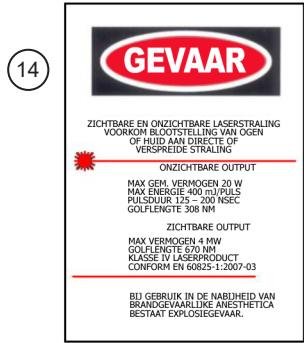 14
GEVAAR
ZICHTBARE EN ONZICHTBARE LASERSTRALING
VOORKOM BLOOTSTELLING VAN OGEN
OF HUID AAN DIRECTE OF
VERSPREIDE STRALING
ONZICHTBARE OUTPUT
MAX GEM. VERMOGEN 20 W
MAX ENERGIE 400 mJ/PULS
PULSDUUR 125 – 200 NSEC
GOLFLENGTE 308 NM
ZICHTBARE OUTPUT
MAX VERMOGEN 4 MW
GOLFLENGTE 670 NM
KLASSE IV LASERPRODUCT
CONFORM EN 60825-1:2007-03
BIJ GEBRUIK IN DE NABIJHEID VAN
BRANDGEVAARLIJKE ANESTHETICA
BESTAAT EXPLOSIEGEVAAR.